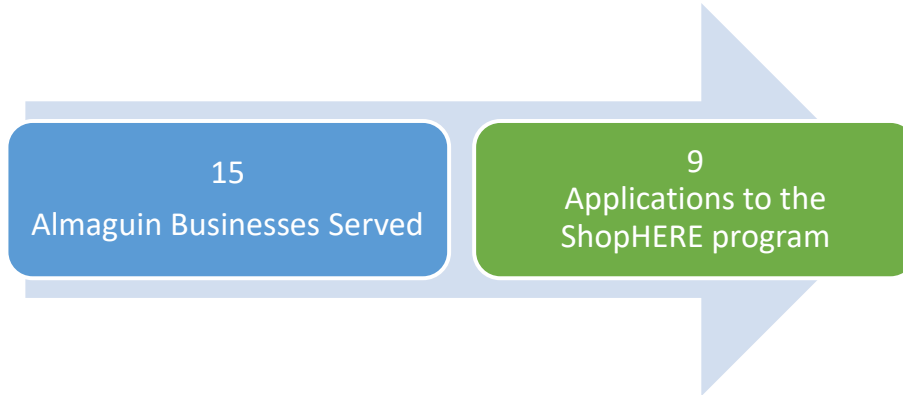 15
Almaguin Businesses Served
9
Applications to the
ShopHERE program